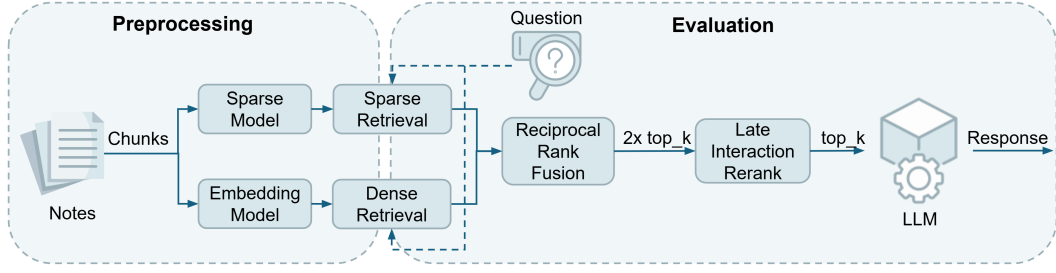 Preprocessing
Evaluation
Question
Notes
Chunks
Sparse
Model
Sparse
Retrieval
Embedding
Model
Dense
Retrieval
Reciprocal
Rank
Fusion
2x top_k
Late
Interaction
Rerank
top_k
LLM
Response